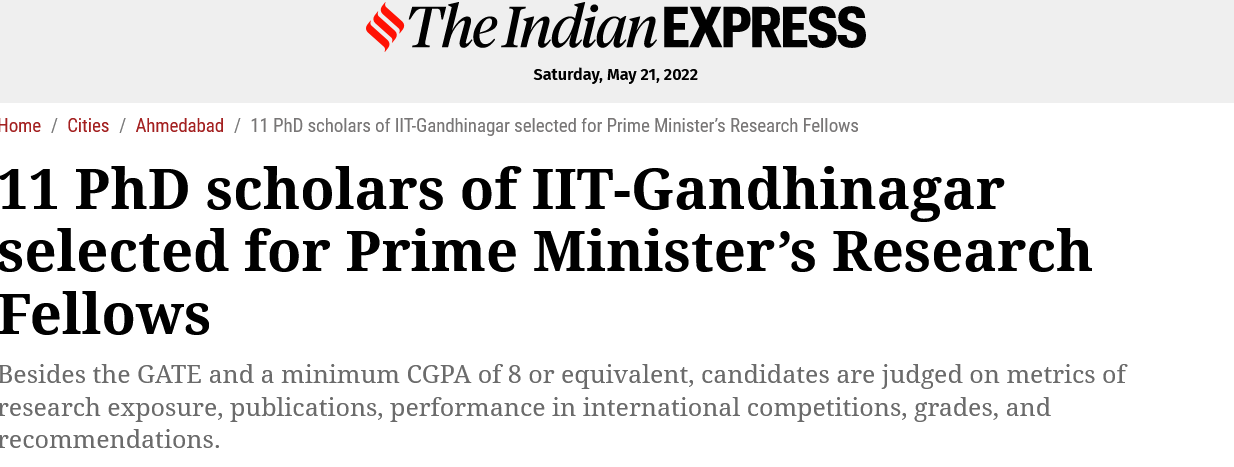 The Indian EXPRESS
Saturday, May 21, 2022
Home / Cities / Ahmedabad / 11 PhD scholars of IIT-Gandhinagar selected for Prime Minister’s Research Fellows
11 PhD scholars of IIT-Gandhinagar
selected for Prime Minister’s Research
Fellows
Besides the GATE and a minimum CGPA of 8 or equivalent, candidates are judged on metrics of
research exposure, publications, performance in international competitions, grades, and
recommendations.